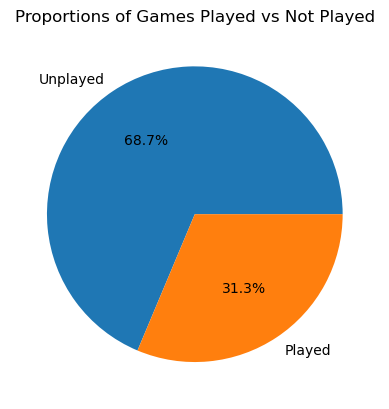 Proportions of Games Played vs Not Played
Unplayed
68.7%
31.3%
Played